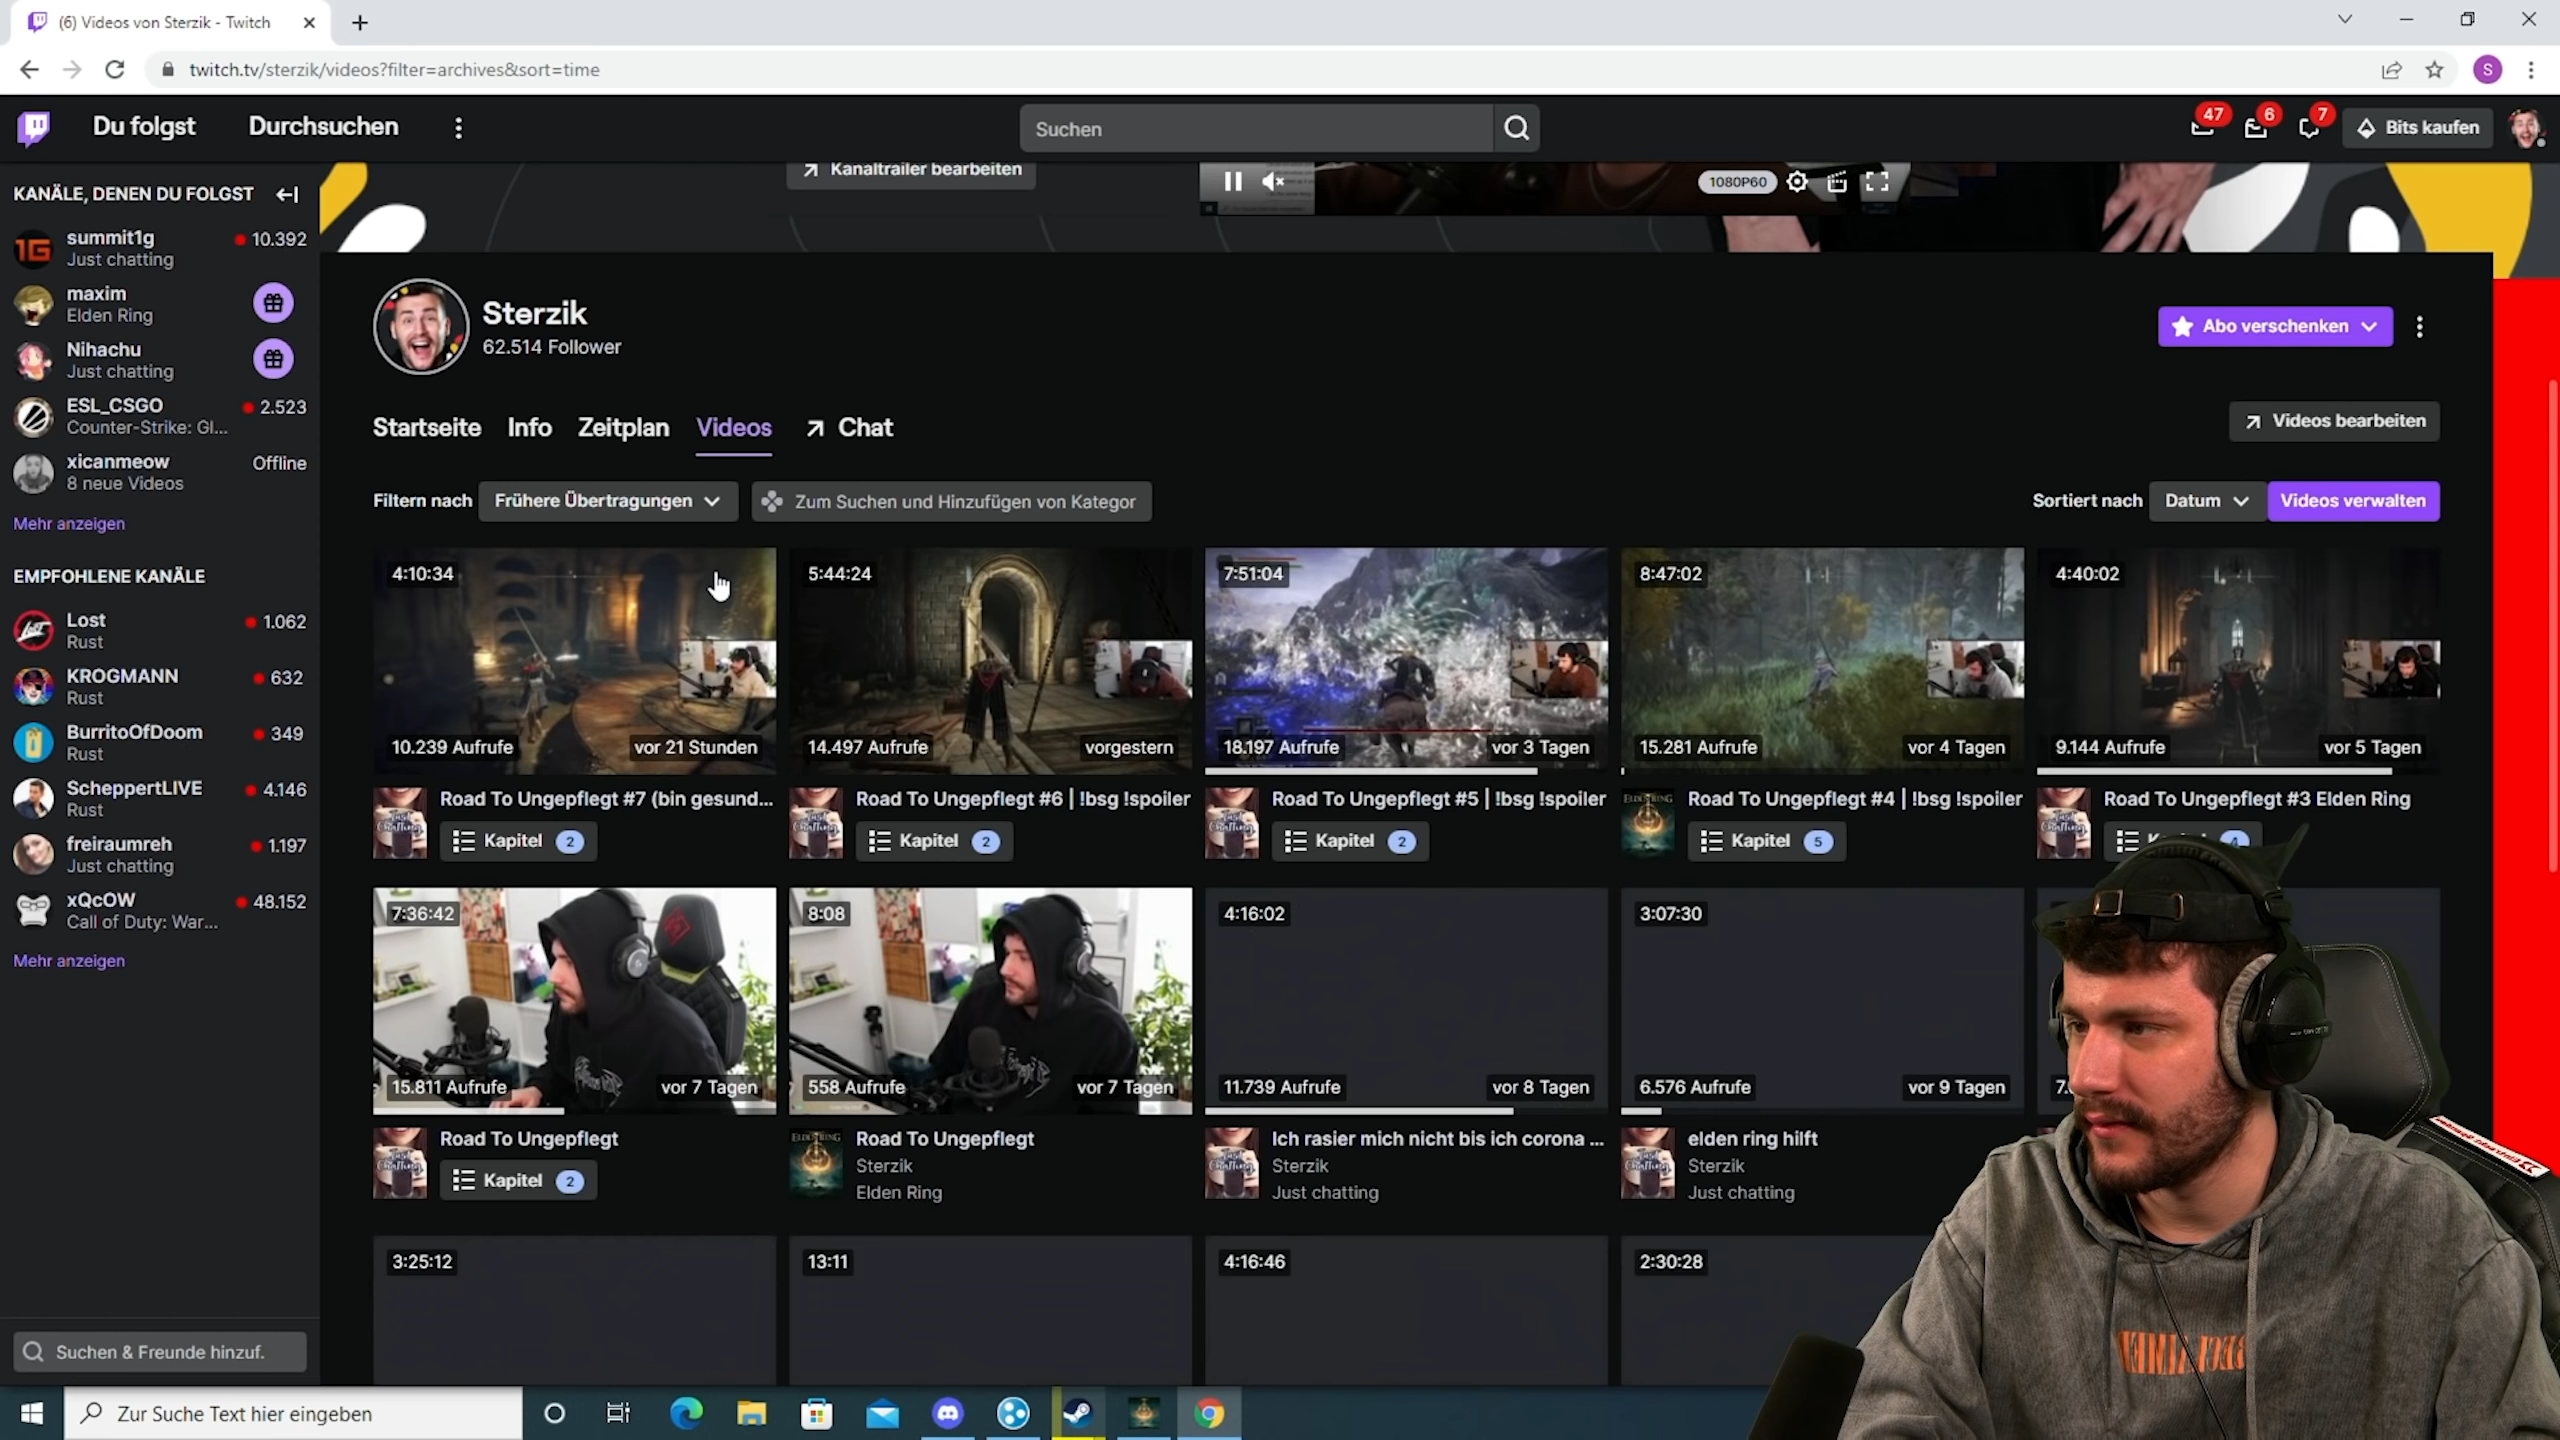 (6) Videos von Sterzik - Twitch
twitch.tv/sterzik/videos?filter=archives&sort=time
S
Du folgst
Durchsuchen
Suchen
47
6
7
Bits kaufen
Kanaltrailer bearbeiten
1080P60
KANÄLE, DENEN DU FOLGST
summit1g
10.392
Just chatting
maxim
Elden Ring
Nihachu
Just chatting
ESL_CSGO
2.523
Counter-Strike: Gl...
xicanmeow
Offline
8 neue Videos
Mehr anzeigen
EMPFOHLENE KANÄLE
Lost
1.062
Rust
KROGMANN
632
Rust
BurritoOfDoom
349
Rust
ScheppertLIVE
4.146
Rust
freiraumreh
1.197
Just chatting
xQcOW
48.152
Call of Duty: War...
Mehr anzeigen
Suchen & Freunde hinzuf.
Sterzik
62.514 Follower
Abo verschenken
Startseite
Info
Zeitplan
Videos
Chat
Videos bearbeiten
Filtern nach
Frühere Übertragungen
Zum Suchen und Hinzufügen von Kategor
Sortiert nach
Datum
Videos verwalten
4:10:34
10.239 Aufrufe
vor 21 Stunden
Road To Ungepflegt #7 (bin gesund...
Kapitel 2
5:44:24
14.497 Aufrufe
vorgestern
Road To Ungepflegt #6 | !bsg !spoiler
Kapitel 2
7:51:04
18.197 Aufrufe
vor 3 Tagen
Road To Ungepflegt #5 | !bsg !spoiler
Kapitel 2
8:47:02
15.281 Aufrufe
vor 4 Tagen
Road To Ungepflegt #4 | !bsg !spoiler
Kapitel 5
4:40:02
9.144 Aufrufe
vor 5 Tagen
Road To Ungepflegt #3 Elden Ring
7:36:42
15.811 Aufrufe
vor 7 Tagen
Road To Ungepflegt
Kapitel 2
8:08
558 Aufrufe
vor 7 Tagen
Road To Ungepflegt
Sterzik
Elden Ring
4:16:02
11.739 Aufrufe
vor 8 Tagen
Ich rasier mich nicht bis ich corona ...
Sterzik
Just chatting
3:07:30
6.576 Aufrufe
vor 9 Tagen
elden ring hilft
Sterzik
Just chatting
3:25:12
13:11
4:16:46
2:30:28
Zur Suche Text hier eingeben